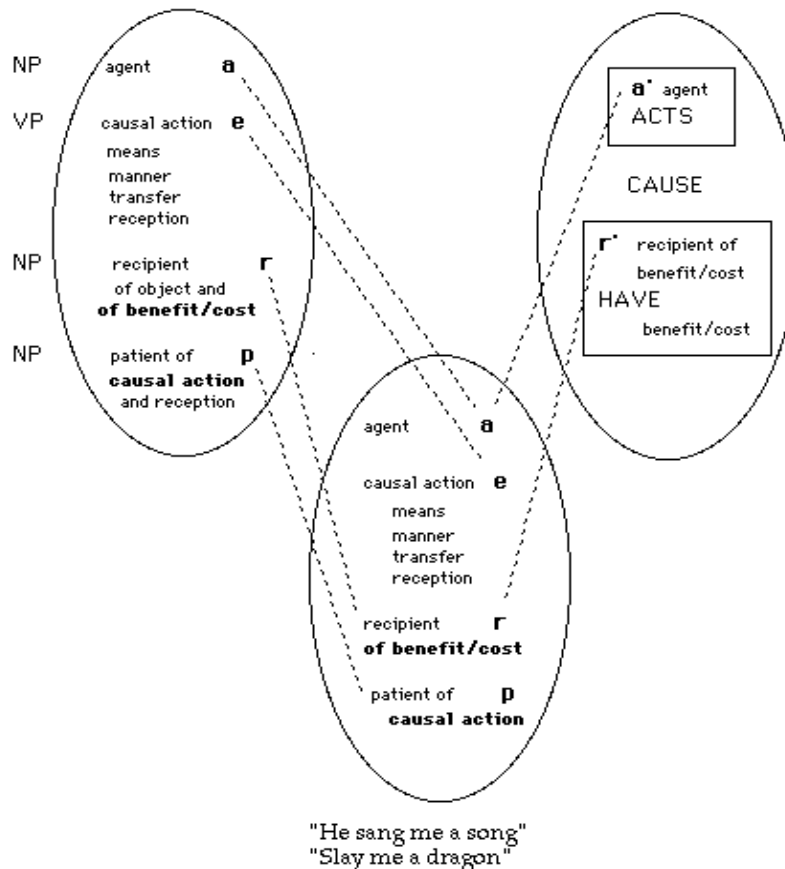 NP
agent a
VP
causal action e
means
manner
transfer
reception
NP
recipient r
of object and
of benefit/cost
NP
patient of p
causal action
and reception
a' agent
ACTS
CAUSE
r' recipient of
benefit/cost
HAVE
benefit/cost
agent a
causal action e
means
manner
transfer
reception
recipient r
of benefit/cost
patient of p
causal action
"He sang me a song"
"Slay me a dragon"